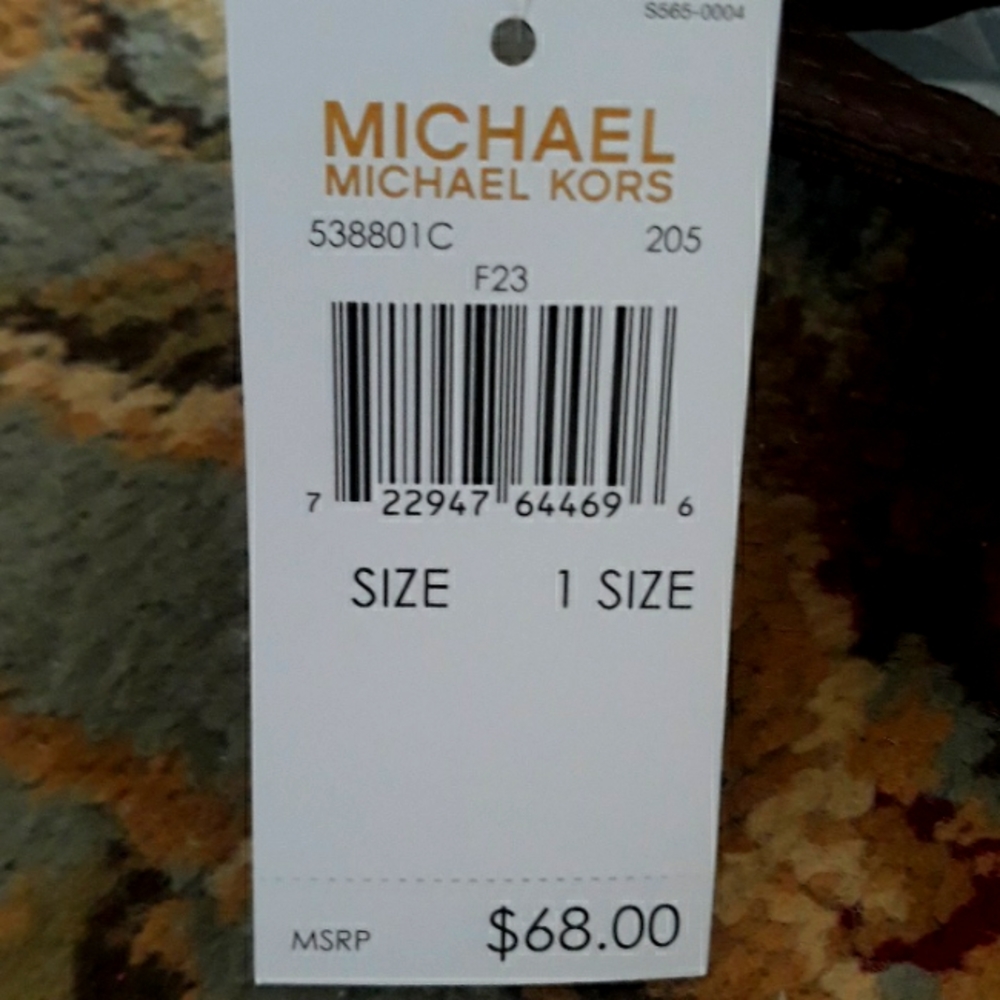 S565-0004
MICHAEL
MICHAEL KORS
538801C 205
F23
7 22947 64469 6
SIZE 1 SIZE
MSRP $68.00